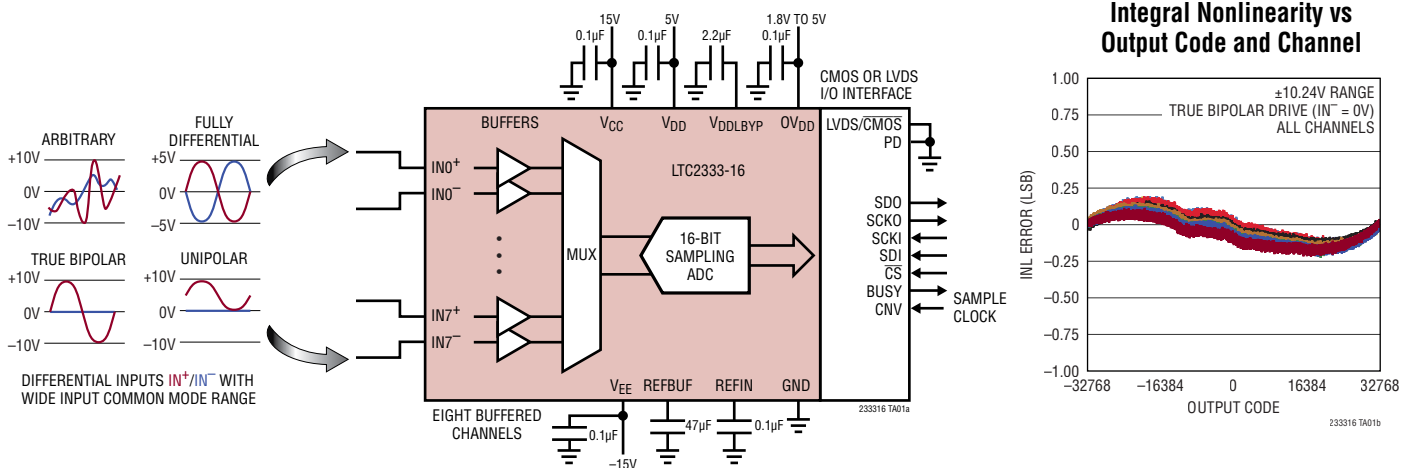 ARBITRARY
+10V
0V
–10V
FULLY
DIFFERENTIAL
+5V
0V
–5V
TRUE BIPOLAR
+10V
0V
–10V
UNIPOLAR
+10V
0V
–10V
DIFFERENTIAL INPUTS IN+/IN– WITH
WIDE INPUT COMMON MODE RANGE
15V
0.1µF
5V
0.1µF
2.2µF
1.8V TO 5V
0.1µF
CMOS OR LVDS
I/O INTERFACE
BUFFERS
VCC
VDD
VDDLBYP
OVDD
LVDS/CMOS
PD
LTC2333-16
IN0+
IN0–
MUX
16-BIT
SAMPLING
ADC
IN7+
IN7–
SDO
SCKO
SCKI
SDI
CS
BUSY
CNV
SAMPLE
CLOCK
VEE
REFBUF
REFIN
GND
EIGHT BUFFERED
CHANNELS
0.1µF
–15V
47µF
0.1µF
233316 TA01a
Integral Nonlinearity vs
Output Code and Channel
±10.24V RANGE
TRUE BIPOLAR DRIVE (IN– = 0V)
ALL CHANNELS
INL ERROR (LSB)
1.00
0.75
0.50
0.25
0
–0.25
–0.50
–0.75
–1.00
–32768
–16384
0
16384
32768
OUTPUT CODE
233316 TA01b